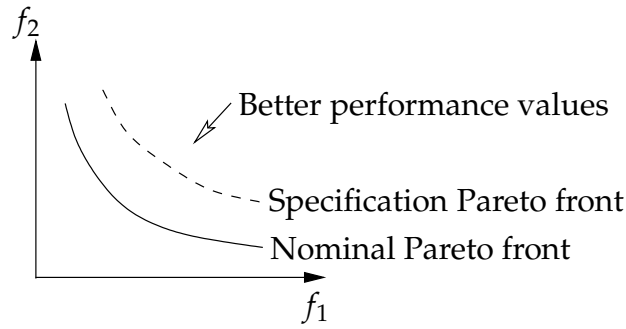 f₂
Better performance values
Specification Pareto front
Nominal Pareto front
f₁